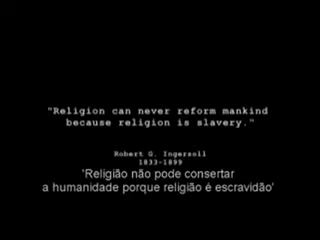 "Religion can never reform mankind
because religion is slavery."
Robert G. Ingersoll
1833-1899
'Religião não pode consertar
a humanidade porque religião é escravidão'